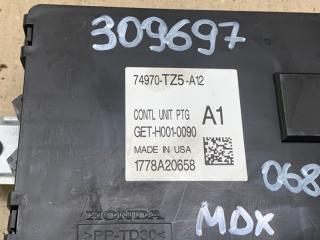 309697
74970-TZ5-A12
CONTL UNIT PTG A1
GET-H001-0090
MADE IN USA
1778A20658
068
HONDA
>PP-TD30<
MDX